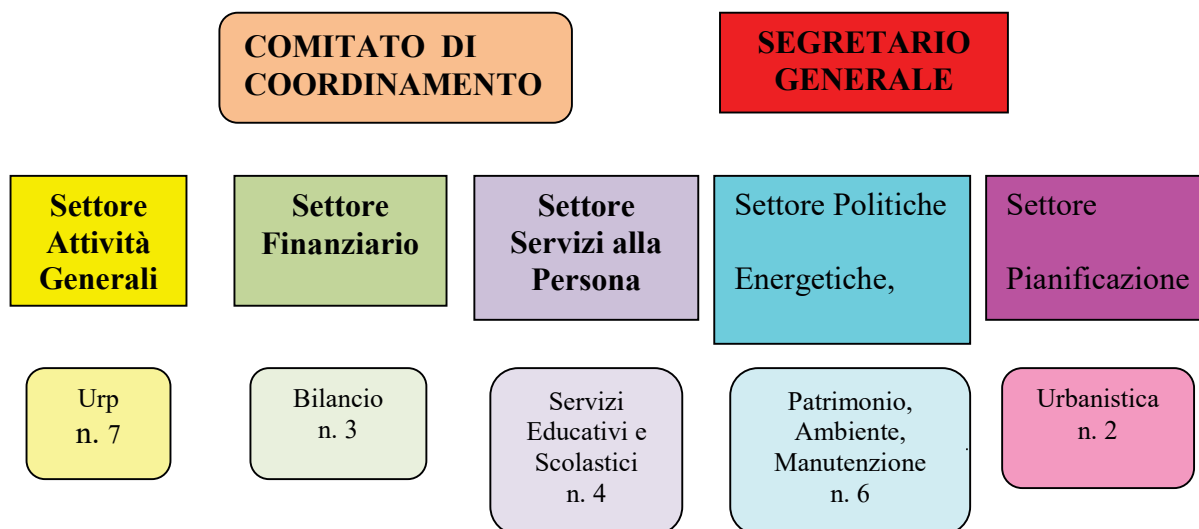 COMITATO DI
COORDINAMENTO
SEGRETARIO
GENERALE
Settore
Attività
Generali
Settore
Finanziario
Settore
Servizi alla
Persona
Settore Politiche
Energetiche,
Settore
Pianificazione
Urp
n. 7
Bilancio
n. 3
Servizi
Educativi e
Scolastici
n. 4
Patrimonio,
Ambiente,
Manutenzione
n. 6
Urbanistica
n. 2